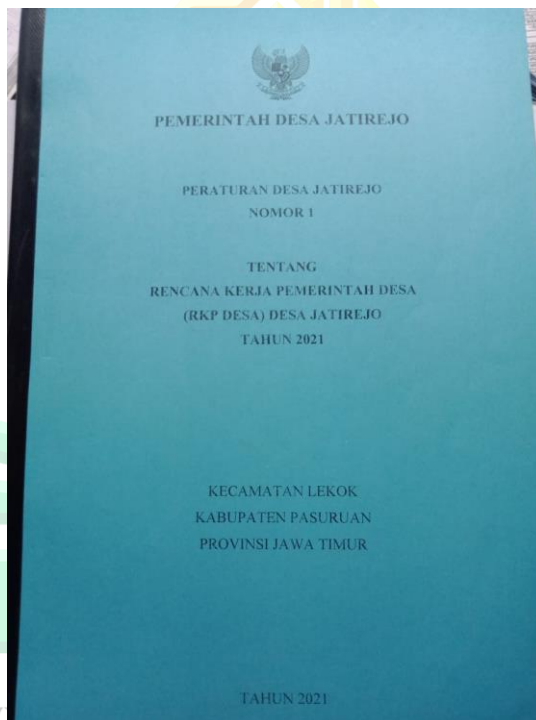 PEMERINTAH DESA JATIREJO
PERATURAN DESA JATIREJO
NOMOR 1
TENTANG
RENCANA KERJA PEMERINTAH DESA
(RKP DESA) DESA JATIREJO
TAHUN 2021
KECAMATAN LEKOK
KABUPATEN PASURUAN
PROVINSI JAWA TIMUR
TAHUN 2021